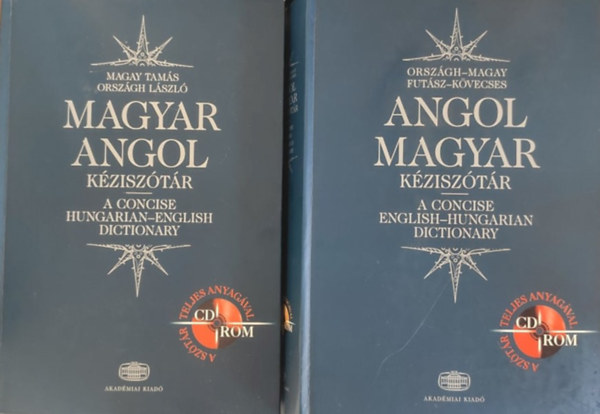 MAGAY TAMÁS
ORSZÁGH LÁSZLÓ
MAGYAR
ANGOL
KÉZISZÓTÁR
A CONCISE
HUNGARIAN–ENGLISH
DICTIONARY
A SZÓTÁR TELJES ANYAGÁVAL
CD ROM
AKADÉMIAI KIADÓ
ORSZÁGH–MAGAY
FUTÁSZ–KÖVECSES
ANGOL
MAGYAR
KÉZISZÓTÁR
A CONCISE
ENGLISH–HUNGARIAN
DICTIONARY
A SZÓTÁR TELJES ANYAGÁVAL
CD ROM
AKADÉMIAI KIADÓ